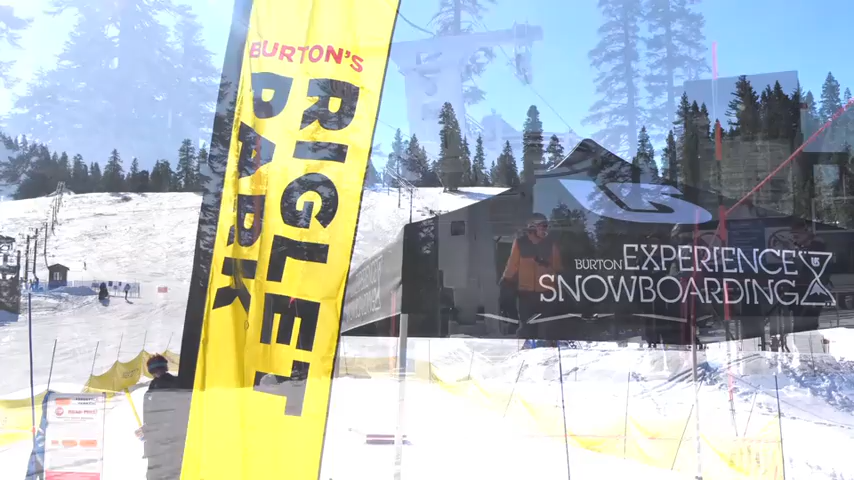 BURTON'S
RIGLET
PARK
BURTON EXPERIENCE
SNOWBOARDING